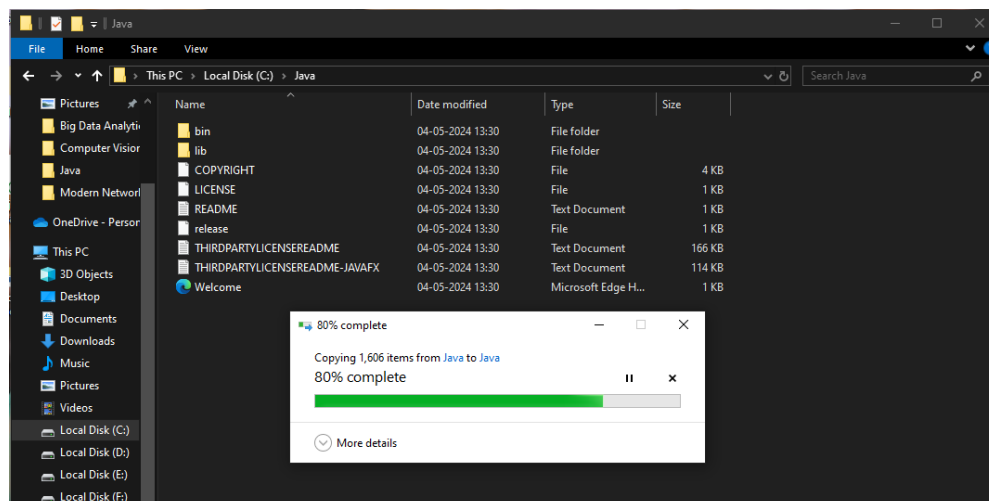 Java
File Home Share View
This PC > Local Disk (C:) > Java
Search Java
Name Date modified Type Size
Pictures
Big Data Analyti
Computer Vision
Java
Modern Networl
OneDrive - Person
This PC
3D Objects
Desktop
Documents
Downloads
Music
Pictures
Videos
Local Disk (C:)
Local Disk (D:)
Local Disk (E:)
Local Disk (F:)
bin 04-05-2024 13:30 File folder
lib 04-05-2024 13:30 File folder
COPYRIGHT 04-05-2024 13:30 File 4 KB
LICENSE 04-05-2024 13:30 File 1 KB
README 04-05-2024 13:30 Text Document 1 KB
release 04-05-2024 13:30 File 1 KB
THIRDPARTYLICENSEREADME 04-05-2024 13:30 Text Document 166 KB
THIRDPARTYLICENSEREADME-JAVAFX 04-05-2024 13:30 Text Document 114 KB
Welcome 04-05-2024 13:30 Microsoft Edge H... 1 KB
80% complete
Copying 1,606 items from Java to Java
80% complete
More details